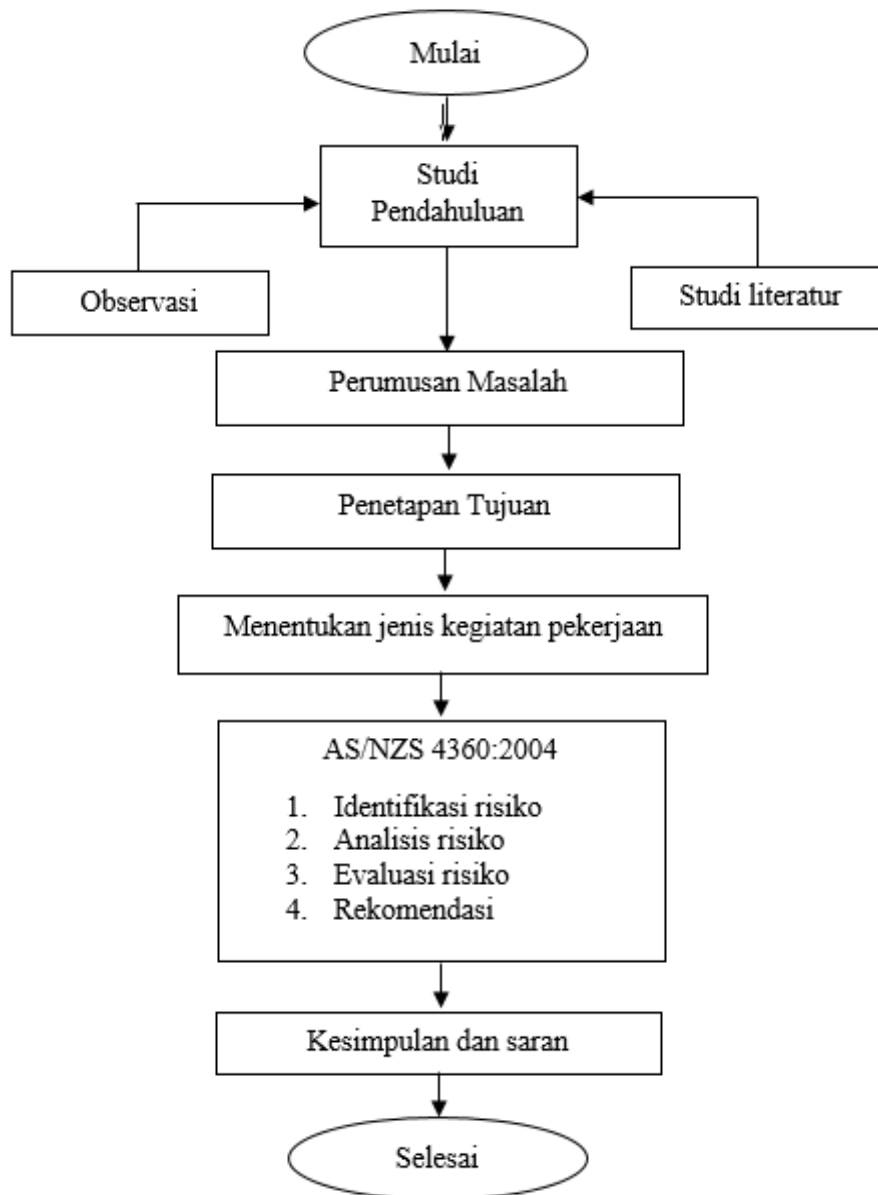 Mulai
Studi
Pendahuluan
Observasi
Studi literatur
Perumusan Masalah
Penetapan Tujuan
Menentukan jenis kegiatan pekerjaan
AS/NZS 4360:2004
1. Identifikasi risiko
2. Analisis risiko
3. Evaluasi risiko
4. Rekomendasi
Kesimpulan dan saran
Selesai